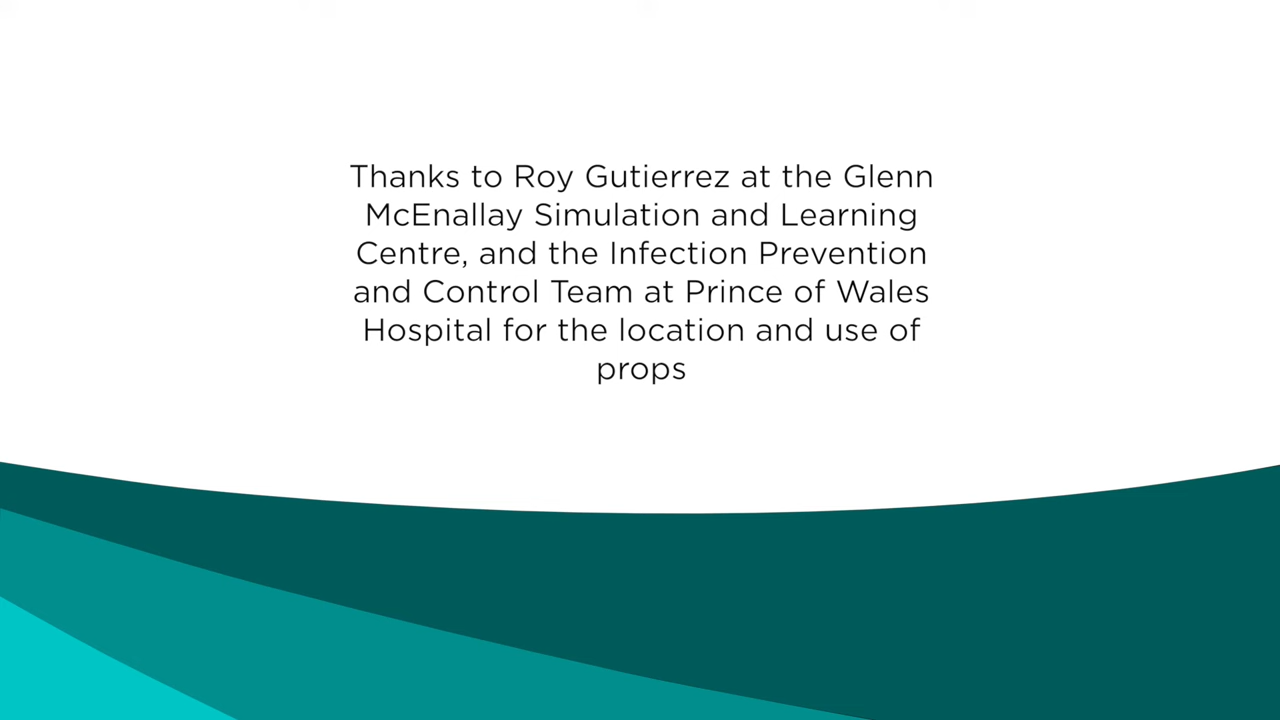 Thanks to Roy Gutierrez at the Glenn
McEnallay Simulation and Learning
Centre, and the Infection Prevention
and Control Team at Prince of Wales
Hospital for the location and use of
props